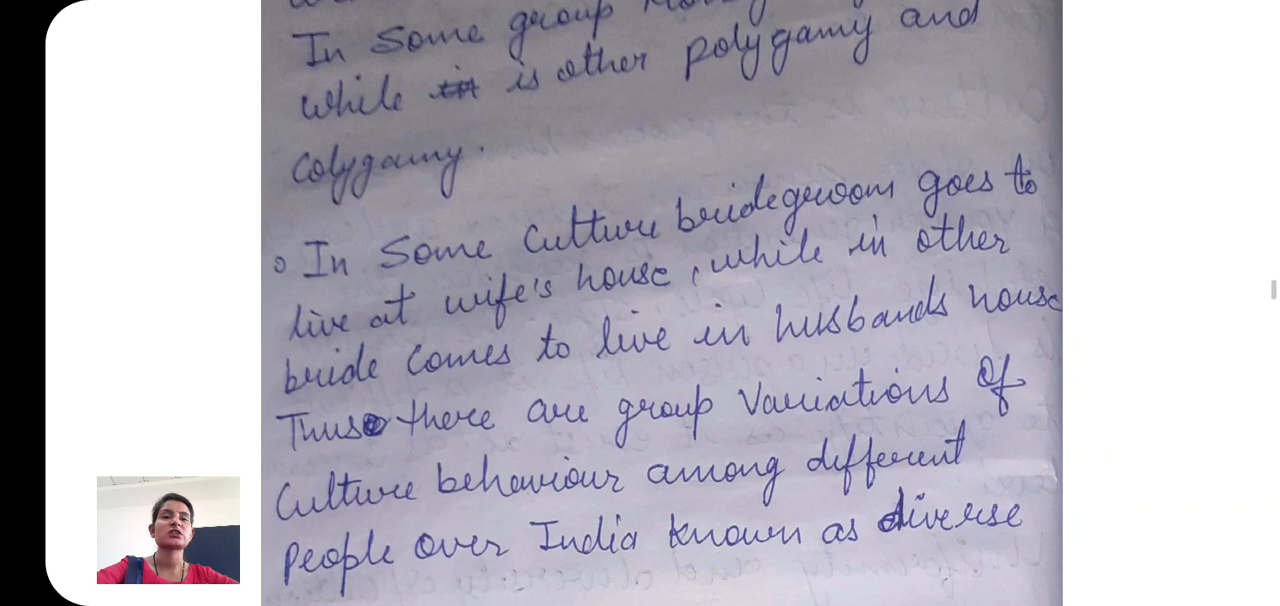 In Some group
while is other polygamy and
colygamy.
In Some Culture bridegroom goes to
live at wife's house, while in other
bride comes to live in husbands house
Thus there are group Variations of
Culture behaviour among different
People over India known as diverse